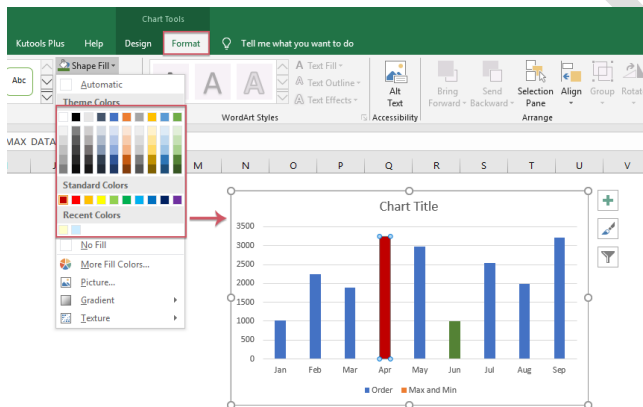 Chart Tools
Kutools Plus Help Design Format Tell me what you want to do
Abc
Shape Fill
Automatic
Theme Colors
Standard Colors
Recent Colors
No Fill
More Fill Colors...
Picture...
Gradient
Texture
A A
A Text Fill
A Text Outline
A Text Effects
WordArt Styles
Alt
Text
Accessibility
Bring
Forward
Send
Backward
Selection
Pane
Align
Group
Rotat
Arrange
MAX DATA
J M N O P Q R S T U V
Chart Title
3500
3000
2500
2000
1500
1000
500
0
Jan Feb Mar Apr May Jun Jul Aug Sep
Order Max and Min